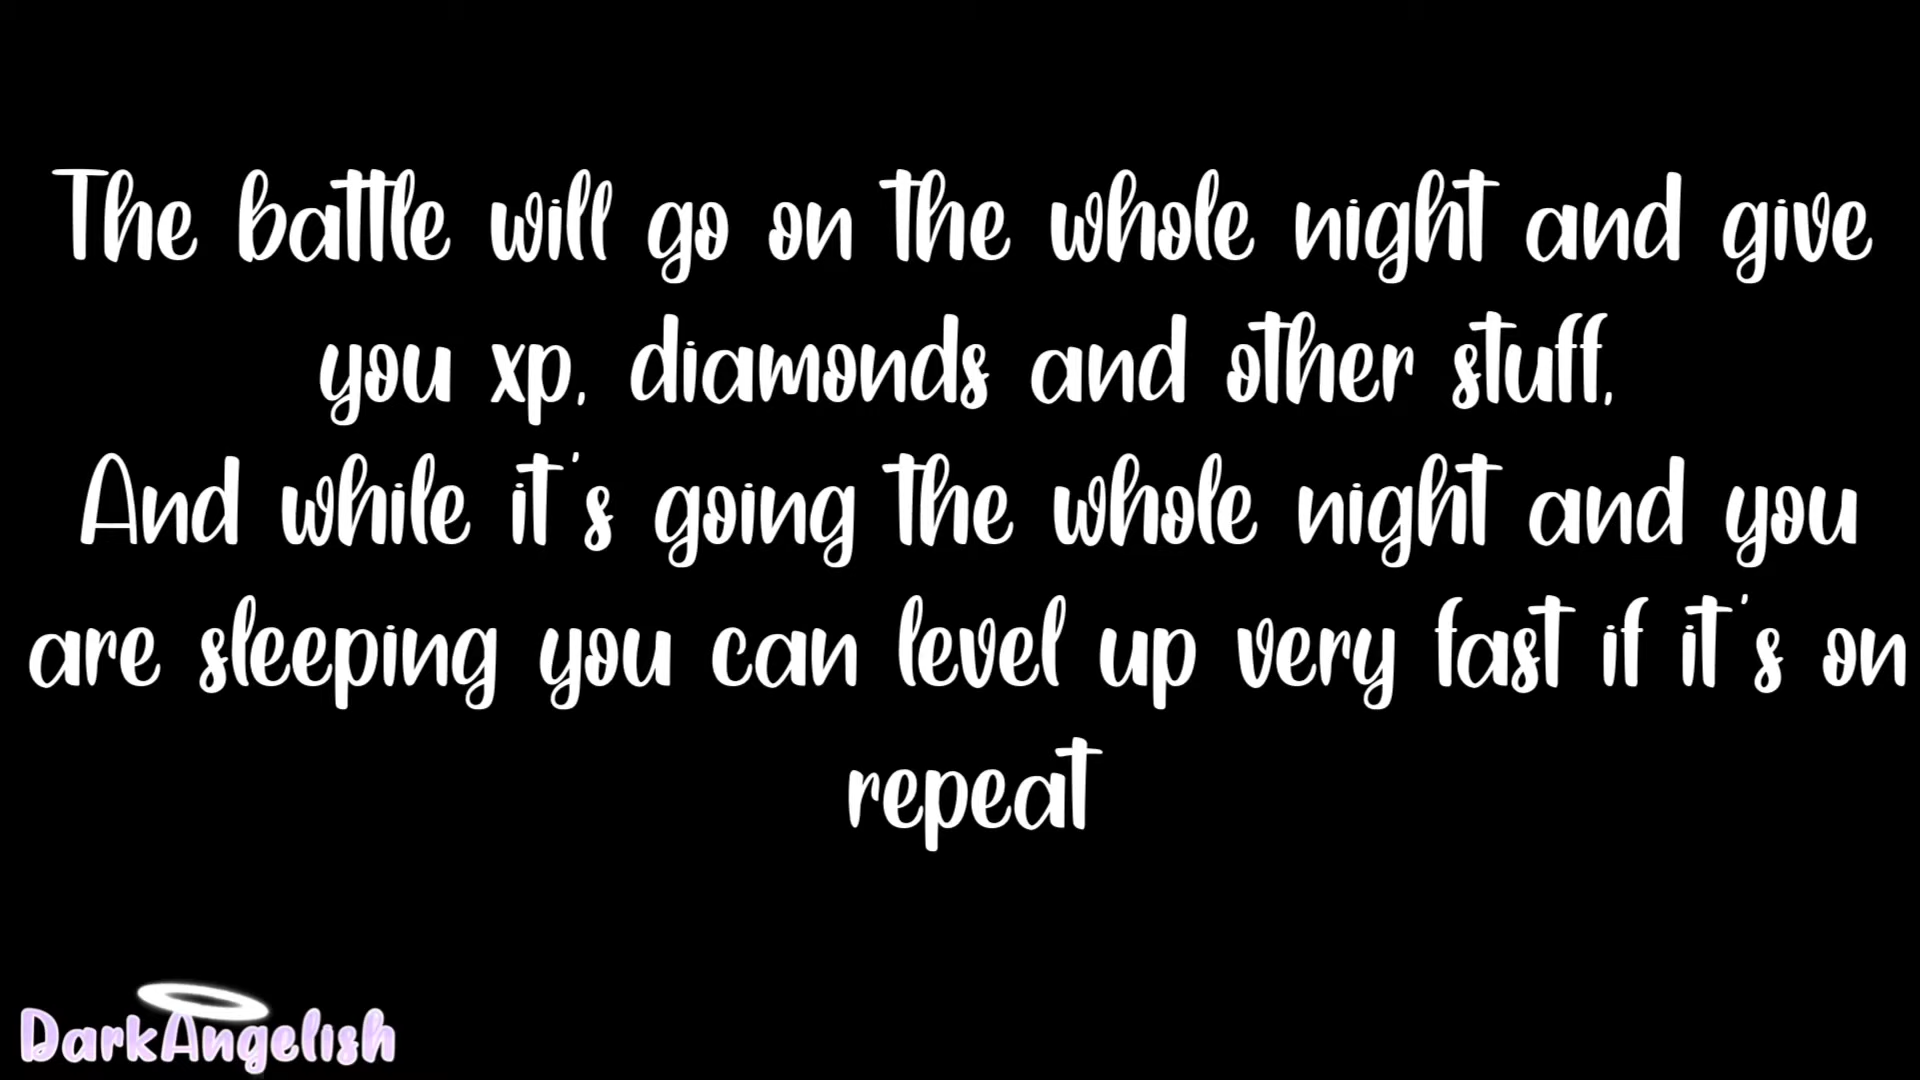 The battle will go on the whole night and give
you xp, diamonds and other stuff,
And while it's going the whole night and you
are sleeping you can level up very fast if it's on
repeat
DarkAngelish